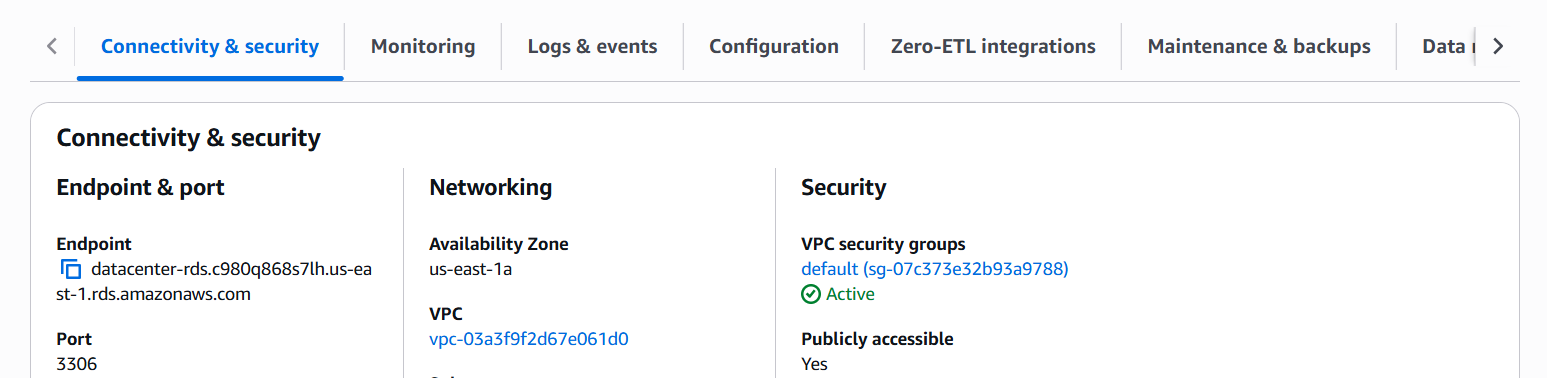 Connectivity & security
Monitoring
Logs & events
Configuration
Zero-ETL integrations
Maintenance & backups
Data
Connectivity & security
Endpoint & port
Endpoint
datacenter-rds.c980q868s7lh.us-ea
st-1.rds.amazonaws.com
Port
3306
Networking
Availability Zone
us-east-1a
VPC
vpc-03a3f9f2d67e061d0
Security
VPC security groups
default (sg-07c373e32b93a9788)
Active
Publicly accessible
Yes